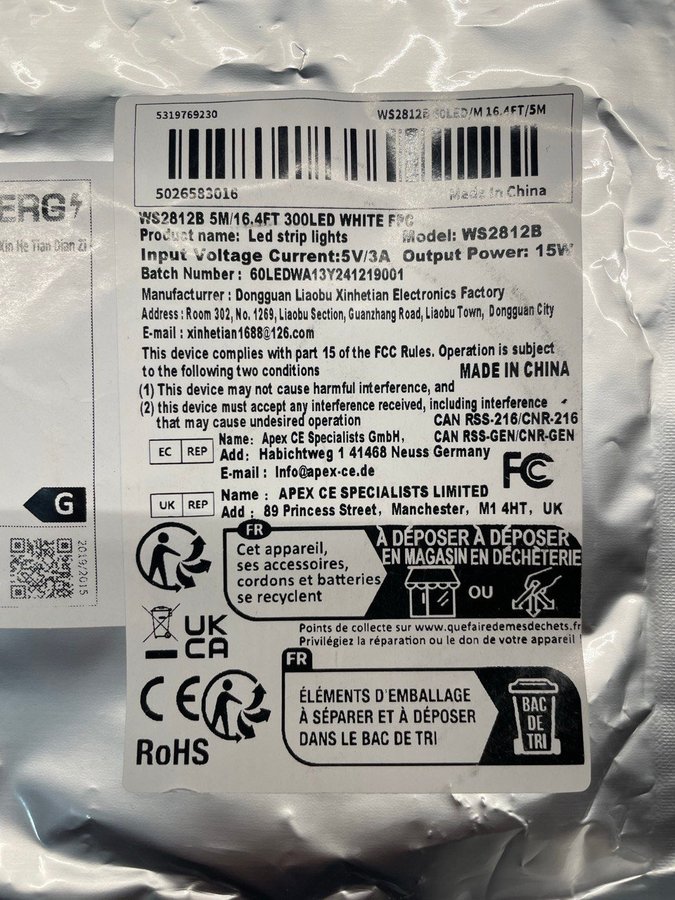 5319769230
WS2812B 60LED/M 16.4FT/5M
5026583016
Made In China
WS2812B 5M/16.4FT 300LED WHITE FPC
Product name: Led strip lights
Model: WS2812B
Input Voltage Current:5V/3A Output Power: 15W
Batch Number : 60LEDWA13Y241219001
Manufacturrer : Dongguan Liaobu Xinhetian Electronics Factory
Address : Room 302, No. 1269, Liaobu Section, Guanzhang Road, Liaobu Town, Dongguan City
E-mail : xinhetian1688@126.com
This device complies with part 15 of the FCC Rules. Operation is subject
to the following two conditions
MADE IN CHINA
(1) This device may not cause harmful interference, and
(2) this device must accept any interference received, including interference
that may cause undesired operation
CAN RSS-216/CNR-216
EC REP
Name: Apex CE Specialists GmbH,
CAN RSS-GEN/CNR-GEN
Add: Habichtweg 1 41468 Neuss Germany
E-mail : Info@apex-ce.de
FC
UK REP
Name : APEX CE SPECIALISTS LIMITED
Add : 89 Princess Street, Manchester, M1 4HT, UK
FR
Cet appareil,
ses accessoires,
cordons et batteries
se recyclent
À DÉPOSER À DÉPOSER
EN MAGASIN EN DÉCHÈTERIE
OU
Points de collecte sur www.quefairedemesdechets.fr
Privilégiez la réparation ou le don de votre appareil !
UK
CA
FR
ÉLÉMENTS D'EMBALLAGE
À SÉPARER ET À DÉPOSER
DANS LE BAC DE TRI
BAC
DE
TRI
CE
RoHS
ERG
Xin He Tian Dian Zi
G
2019/2015